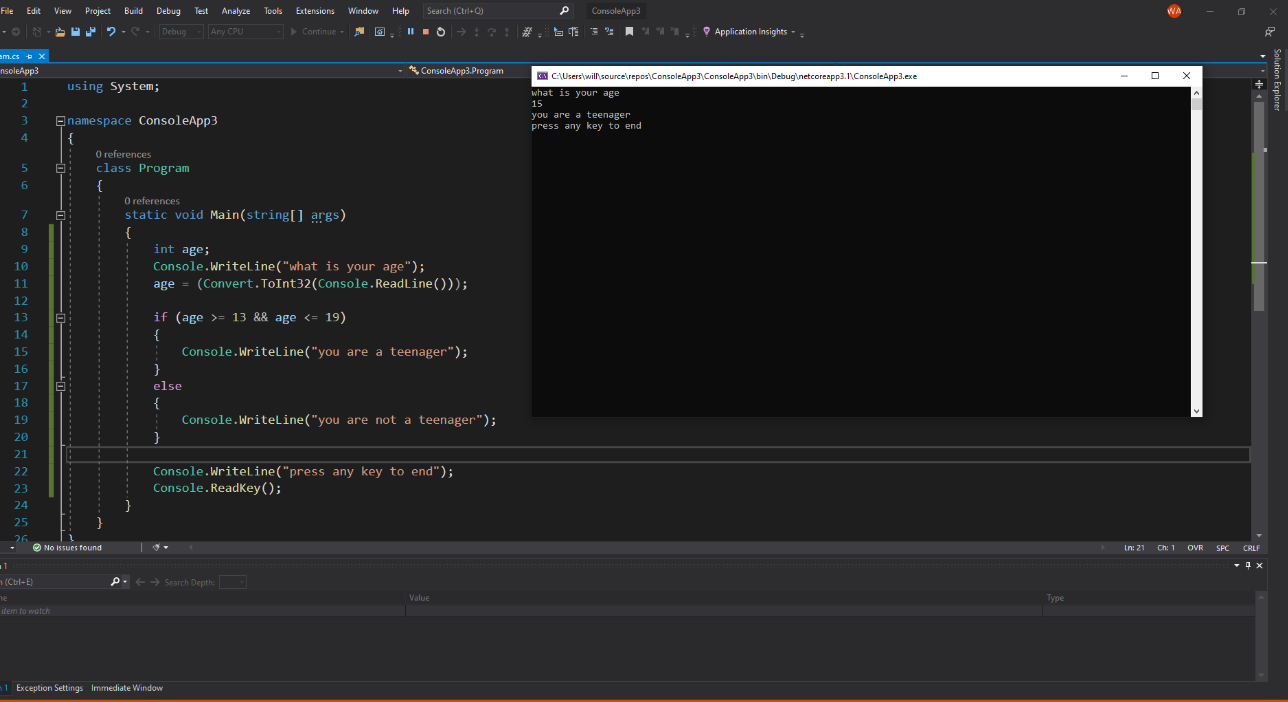 File Edit View Project Build Debug Test Analyze Tools Extensions Window Help Search (Ctrl+Q) ConsoleApp3 WA
Debug Any CPU Continue Application Insights
am.cs
nsoleApp3 ConsoleApp3.Program
1 using System;
2
3 namespace ConsoleApp3
4 {
0 references
5 class Program
6 {
0 references
7 static void Main(string[] args)
8 {
9 int age;
10 Console.WriteLine("what is your age");
11 age = (Convert.ToInt32(Console.ReadLine()));
12
13 if (age >= 13 && age <= 19)
14 {
15 Console.WriteLine("you are a teenager");
16 }
17 else
18 {
19 Console.WriteLine("you are not a teenager");
20 }
21
22 Console.WriteLine("press any key to end");
23 Console.ReadKey();
24 }
25 }
26 }
C:\Users\will\source\repos\ConsoleApp3\ConsoleApp3\bin\Debug\netcoreapp3.1\ConsoleApp3.exe
what is your age
15
you are a teenager
press any key to end
Solution Explorer
No issues found Ln: 21 Ch: 1 OVR SPC CRLF
1
(Ctrl+E) Search Depth:
me Value Type
item to watch
1 Exception Settings Immediate Window